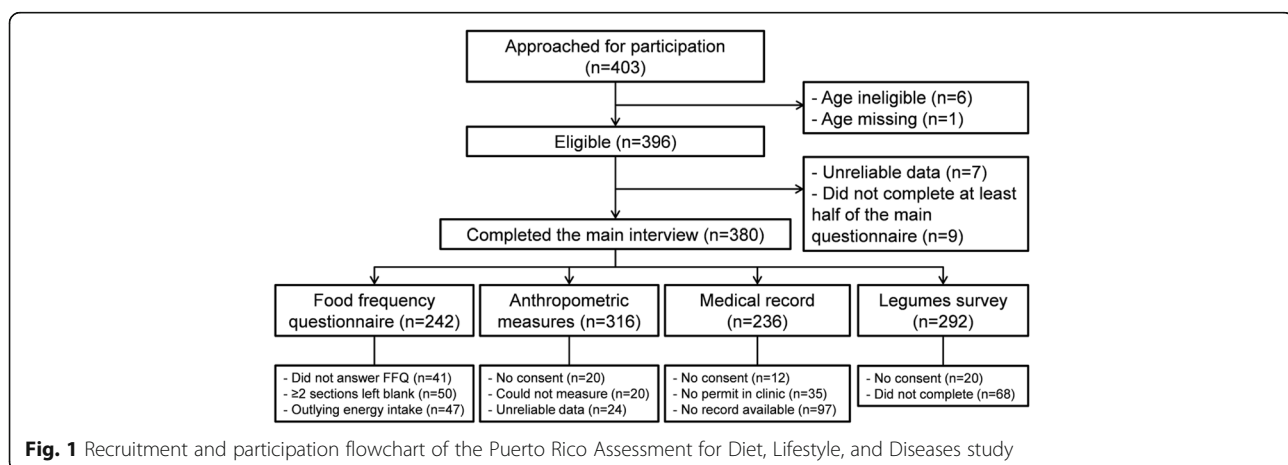 Approached for participation
(n=403)
- Age ineligible (n=6)
- Age missing (n=1)
Eligible (n=396)
- Unreliable data (n=7)
- Did not complete at least
half of the main
questionnaire (n=9)
Completed the main interview (n=380)
Food frequency
questionnaire (n=242)
Anthropometric
measures (n=316)
Medical record
(n=236)
Legumes survey
(n=292)
- Did not answer FFQ (n=41)
- ≥2 sections left blank (n=50)
- Outlying energy intake (n=47)
- No consent (n=20)
- Could not measure (n=20)
- Unreliable data (n=24)
- No consent (n=12)
- No permit in clinic (n=35)
- No record available (n=97)
- No consent (n=20)
- Did not complete (n=68)
Fig. 1 Recruitment and participation flowchart of the Puerto Rico Assessment for Diet, Lifestyle, and Diseases study